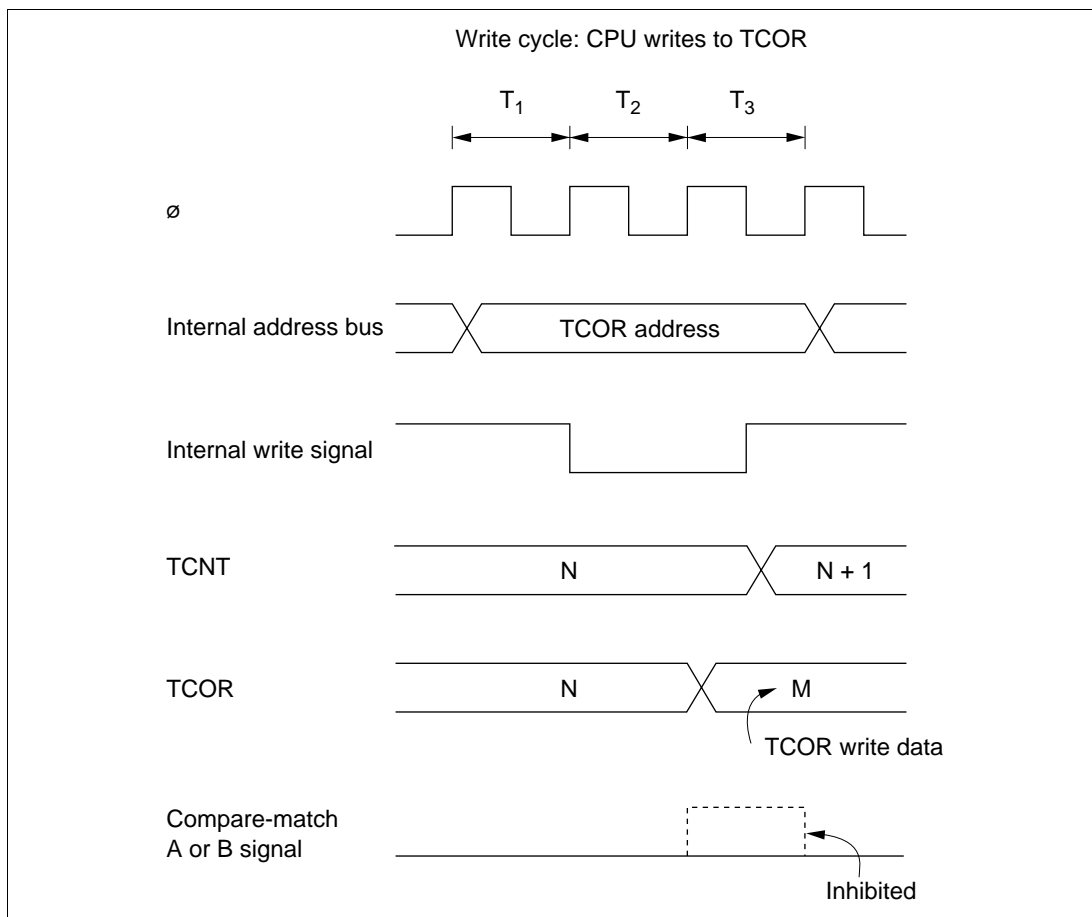 Write cycle: CPU writes to TCOR
T1 T2 T3
ø
Internal address bus
TCOR address
Internal write signal
TCNT
N
N + 1
TCOR
N
M
TCOR write data
Compare-match
A or B signal
Inhibited